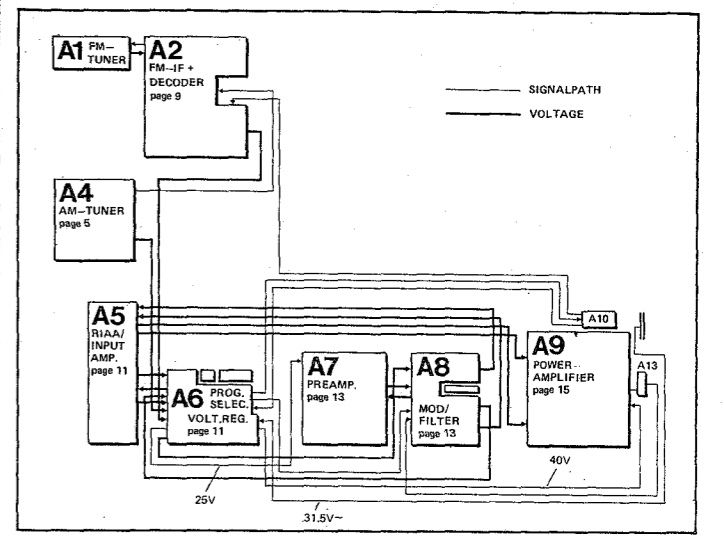 A1 FM-
TUNER
A2
FM-IF +
DECODER
page 9
SIGNALPATH
VOLTAGE
A4
AM-TUNER
page 5
A5
RIAA/
INPUT
AMP.
page 11
A6 PROG.
SELEC.
VOLT.REG.
page 11
A7
PREAMP.
page 13
A8
MOD/
FILTER
page 13
A10
A9
POWER-
AMPLIFIER
page 15
A13
25V
31.5V~
40V